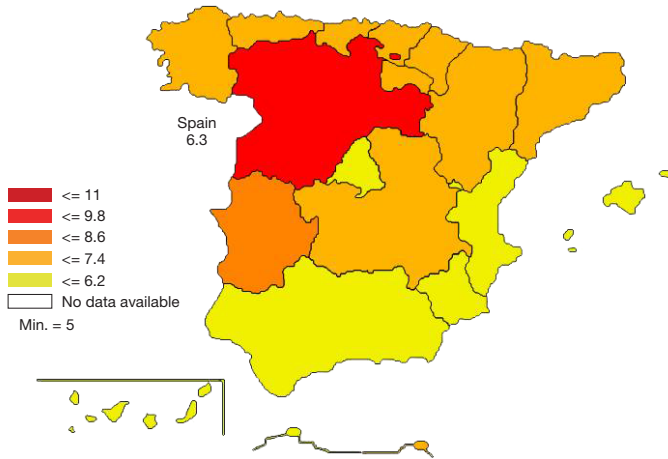 Spain
6.3
<= 11
<= 9.8
<= 8.6
<= 7.4
<= 6.2
No data available
Min. = 5